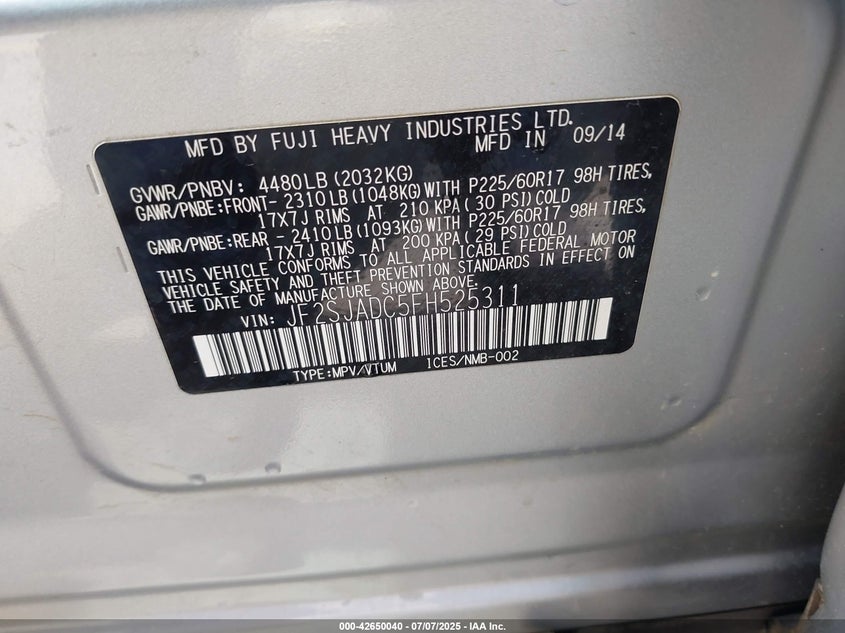 MFD BY FUJI HEAVY INDUSTRIES LTD.
MFD IN 09/14
GVWR/PNBV: 4480LB (2032KG)
GAWR/PNBE:FRONT- 2310LB (1048KG) WITH P225/60R17 98H TIRES,
17X7J RIMS AT 210 KPA( 30 PSI) COLD
GAWR/PNBE:REAR - 2410LB (1093KG) WITH P225/60R17 98H TIRES,
17X7J RIMS AT 200 KPA( 29 PSI) COLD
THIS VEHICLE CONFORMS TO ALL APPLICABLE FEDERAL MOTOR
VEHICLE SAFETY AND THEFT PREVENTION STANDARDS IN EFFECT ON
THE DATE OF MANUFACTURE SHOWN ABOVE.
VIN: JF2SJADC5FH525311
TYPE:MPV/VTUM ICES/NMB-002
000-42650040 - 07/07/2025 - IAA Inc.